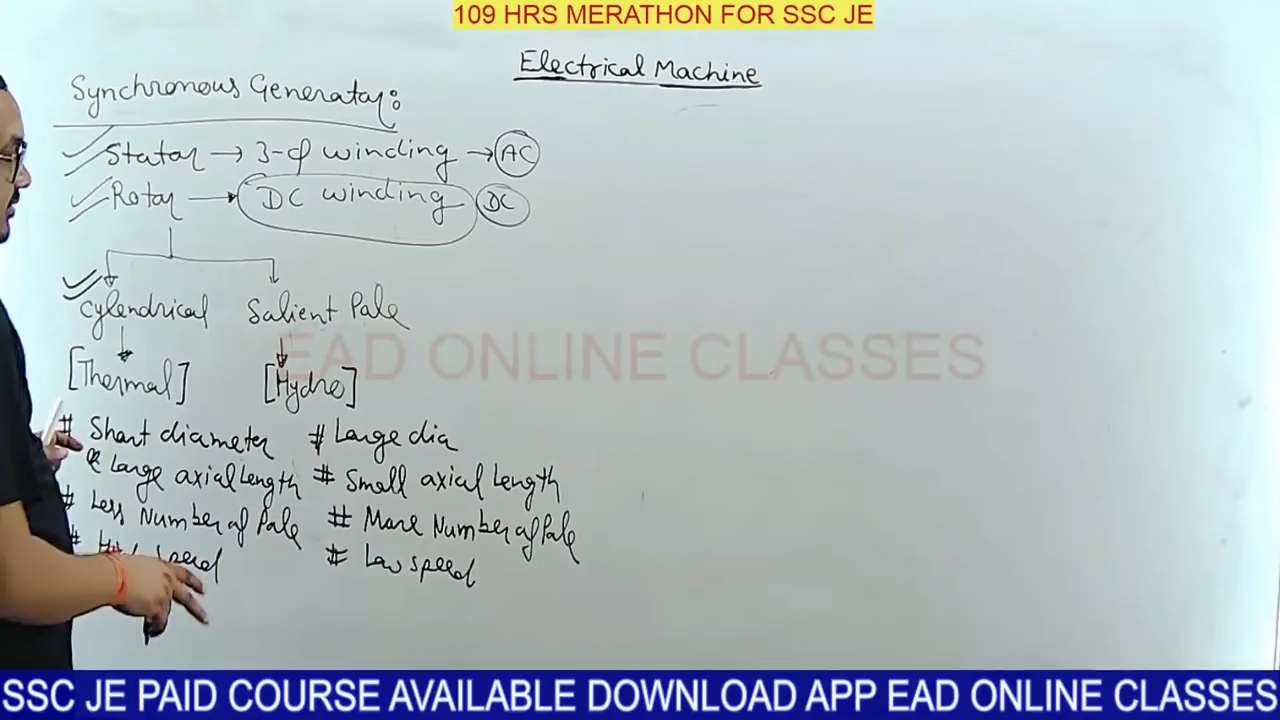 109 HRS MERATHON FOR SSC JE
Electrical Machine
Synchronous Generator:
Stator → 3-φ winding → AC
Rotor → DC winding DC
Cylendrical Salient Pole
[Thermal] [Hydro]
EAD ONLINE CLASSES
# Short diameter # Large dia
& Large axial Length # Small axial Length
# Less Number of Pole # More Number of Pole
# speed # Low speed
SSC JE PAID COURSE AVAILABLE DOWNLOAD APP EAD ONLINE CLASSES